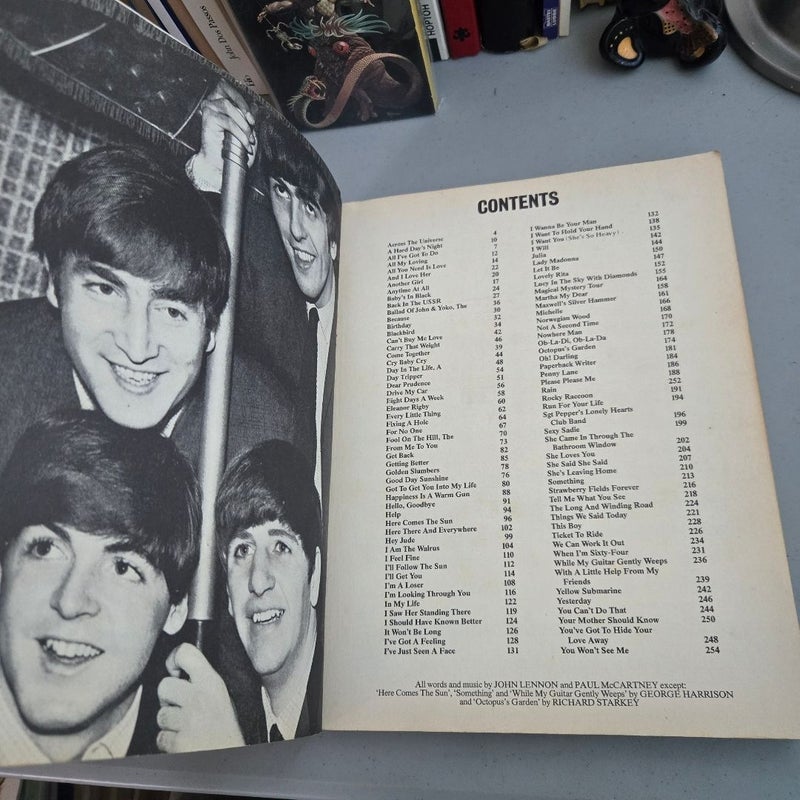 John Dos Passos
НОРТОН
CONTENTS
Across The Universe 4
A Hard Day's Night 10
All I've Got To Do 7
All My Loving 12
All You Need Is Love 14
And I Love Her 22
Another Girl 20
Anytime At All 17
Baby's In Black 24
Back In The USSR 27
Ballad Of John & Yoko, The 36
Because 30
Birthday 32
Blackbird 34
Can't Buy Me Love 42
Carry That Weight 46
Come Together 39
Cry Baby Cry 44
Day In The Life, A 48
Day Tripper 54
Dear Prudence 51
Drive My Car 56
Eight Days A Week 58
Eleanor Rigby 60
Every Little Thing 62
Fixing A Hole 64
For No One 67
Fool On The Hill, The 70
From Me To You 73
Get Back 82
Getting Better 85
Golden Slumbers 78
Good Day Sunshine 76
Got To Get You Into My Life 80
Happiness Is A Warm Gun 88
Hello, Goodbye 91
Help 94
Here Comes The Sun 96
Here There And Everywhere 102
Hey Jude 99
I Am The Walrus 104
I Feel Fine 110
I'll Follow The Sun 112
I'll Get You 114
I'm A Loser 108
I'm Looking Through You 116
In My Life 122
I Saw Her Standing There 119
I Should Have Known Better 124
It Won't Be Long 126
I've Got A Feeling 128
I've Just Seen A Face 131
I Wanna Be Your Man 132
I Want To Hold Your Hand 138
I Want You (She's So Heavy) 135
I Will 142
Julia 144
Lady Madonna 150
Let It Be 147
Lovely Rita 152
Lucy In The Sky With Diamonds 155
Magical Mystery Tour 164
Martha My Dear 158
Maxwell's Silver Hammer 161
Michelle 166
Norwegian Wood 168
Not A Second Time 170
Nowhere Man 172
Ob-La-Di, Ob-La-Da 178
Octopus's Garden 174
Oh! Darling 181
Paperback Writer 184
Penny Lane 186
Please Please Me 188
Rain 252
Rocky Raccoon 191
Run For Your Life 194
Sgt Pepper's Lonely Hearts
Club Band 196
Sexy Sadie 199
She Came In Through The
Bathroom Window 202
She Loves You 204
She Said She Said 207
She's Leaving Home 210
Something 213
Strawberry Fields Forever 216
Tell Me What You See 218
The Long And Winding Road 224
Things We Said Today 221
This Boy 228
Ticket To Ride 226
We Can Work It Out 234
When I'm Sixty-Four 231
While My Guitar Gently Weeps 236
With A Little Help From My
Friends 239
Yellow Submarine 242
Yesterday 246
You Can't Do That 244
Your Mother Should Know 250
You've Got To Hide Your
Love Away 248
You Won't See Me 254
All words and music by JOHN LENNON and PAUL McCARTNEY except:
'Here Comes The Sun', 'Something' and 'While My Guitar Gently Weeps' by GEORGE HARRISON
and 'Octopus's Garden' by RICHARD STARKEY